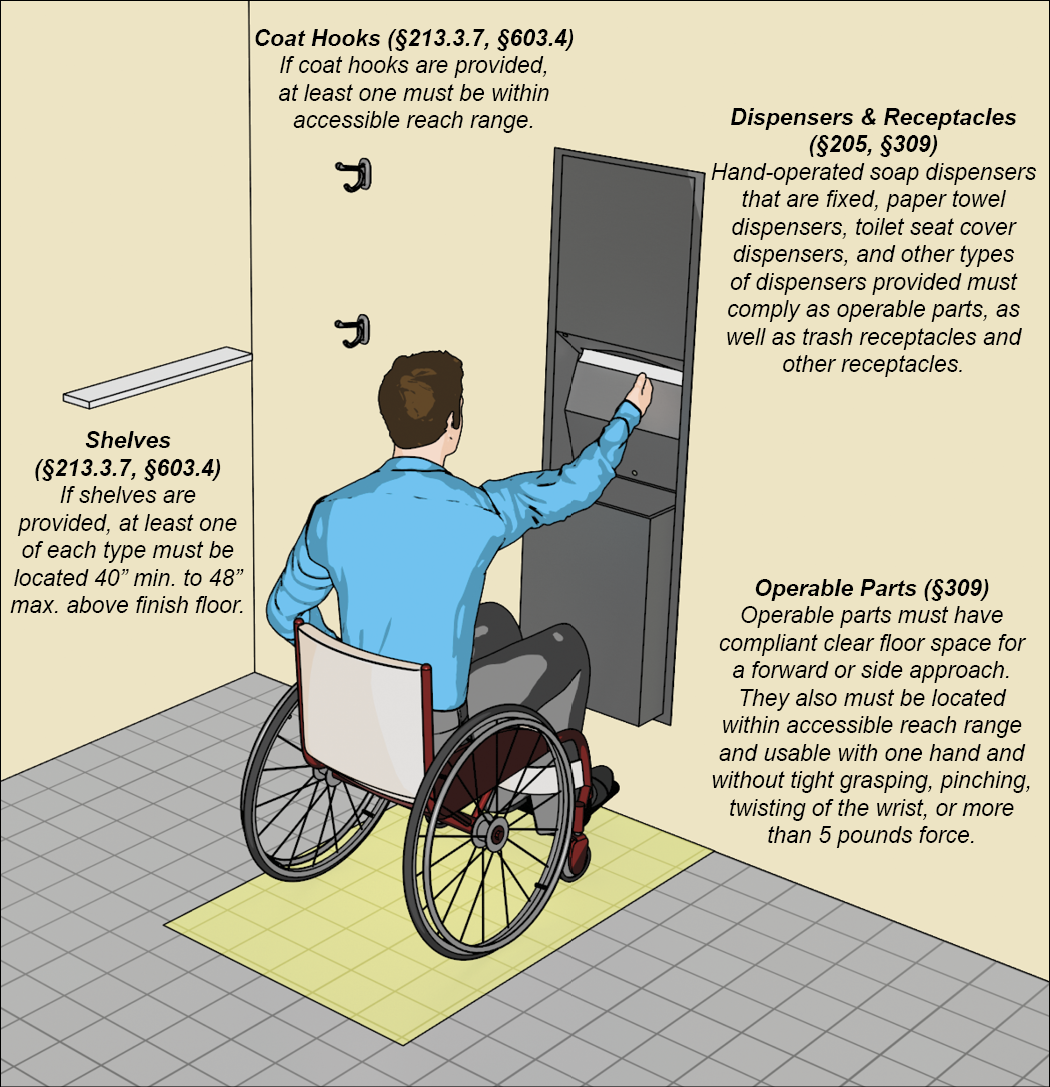 Coat Hooks (§213.3.7, §603.4)
If coat hooks are provided,
at least one must be within
accessible reach range.
Dispensers & Receptacles
(§205, §309)
Hand-operated soap dispensers
that are fixed, paper towel
dispensers, toilet seat cover
dispensers, and other types
of dispensers provided must
comply as operable parts, as
well as trash receptacles and
other receptacles.
Shelves
(§213.3.7, §603.4)
If shelves are
provided, at least one
of each type must be
located 40” min. to 48”
max. above finish floor.
Operable Parts (§309)
Operable parts must have
compliant clear floor space for
a forward or side approach.
They also must be located
within accessible reach range
and usable with one hand and
without tight grasping, pinching,
twisting of the wrist, or more
than 5 pounds force.